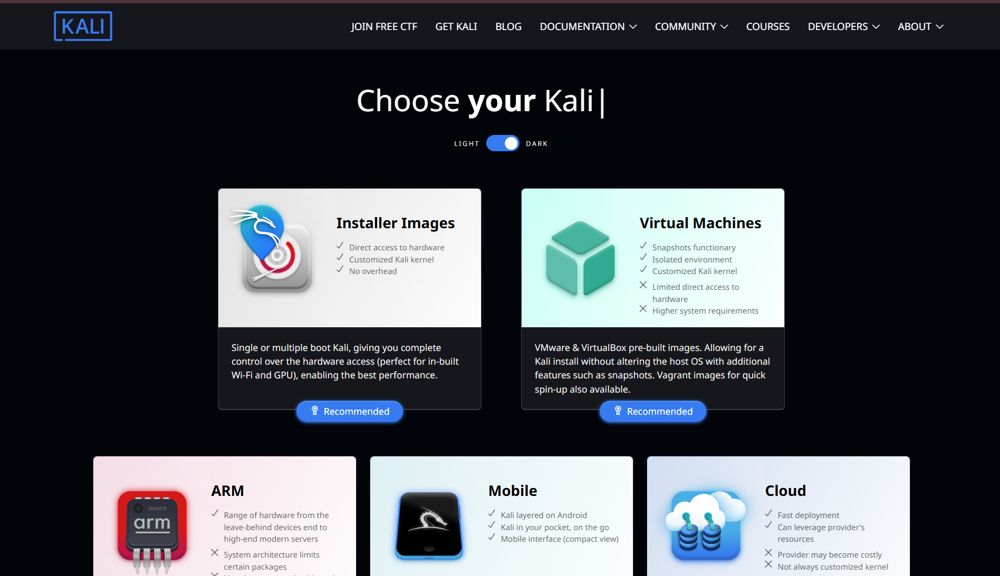 KALI
JOIN FREE CTF
GET KALI
BLOG
DOCUMENTATION
COMMUNITY
COURSES
DEVELOPERS
ABOUT
Choose your Kali|
LIGHT
DARK
Installer Images
Direct access to hardware
Customized Kali kernel
No overhead
Single or multiple boot Kali, giving you complete
control over the hardware access (perfect for in-built
Wi-Fi and GPU), enabling the best performance.
Recommended
Virtual Machines
Snapshots functionary
Isolated environment
Customized Kali kernel
Limited direct access to
hardware
Higher system requirements
VMware & VirtualBox pre-built images. Allowing for a
Kali install without altering the host OS with additional
features such as snapshots. Vagrant images for quick
spin-up also available.
Recommended
arm
ARM
Range of hardware from the
leave-behind devices end to
high-end modern servers
System architecture limits
certain packages
Mobile
Kali layered on Android
Kali in your pocket, on the go
Mobile interface (compact view)
Cloud
Fast deployment
Can leverage provider's
resources
Provider may become costly
Not always customized kernel